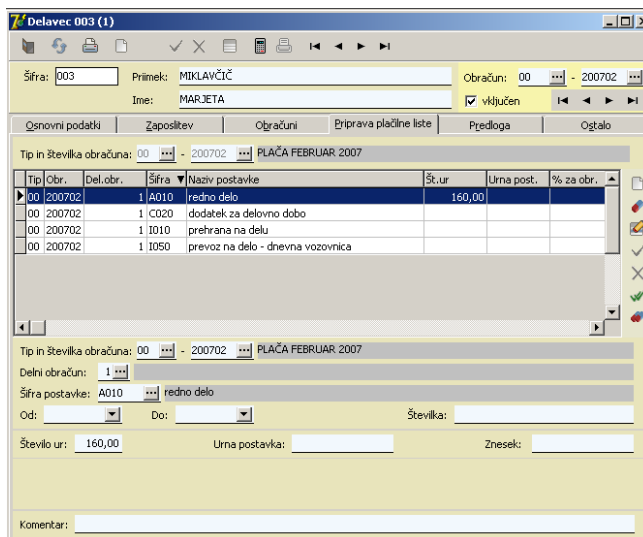 Delavec 003 (1)
Šifra: 003 Priimek: MIKLAVČIČ Obračun: 00 ... - 200702 ...
Ime: MARJETA vključen
Osnovni podatki Zaposlitev Obračuni Priprava plačilne liste Predloga Ostalo
Tip in številka obračuna: 00 ... - 200702 ... PLAČA FEBRUAR 2007
Tip Obr. Del.obr. Šifra Naziv postavke Št.ur Urna post. % za obr.
00 200702 1 A010 redno delo 160,00
00 200702 1 C020 dodatek za delovno dobo
00 200702 1 I010 prehrana na delu
00 200702 1 I050 prevoz na delo - dnevna vozovnica
Tip in številka obračuna: 00 ... - 200702 ... PLAČA FEBRUAR 2007
Delni obračun: 1 ...
Šifra postavke: A010 ... redno delo
Od: Do: Številka:
Število ur: 160,00 Urna postavka: Znesek:
Komentar: